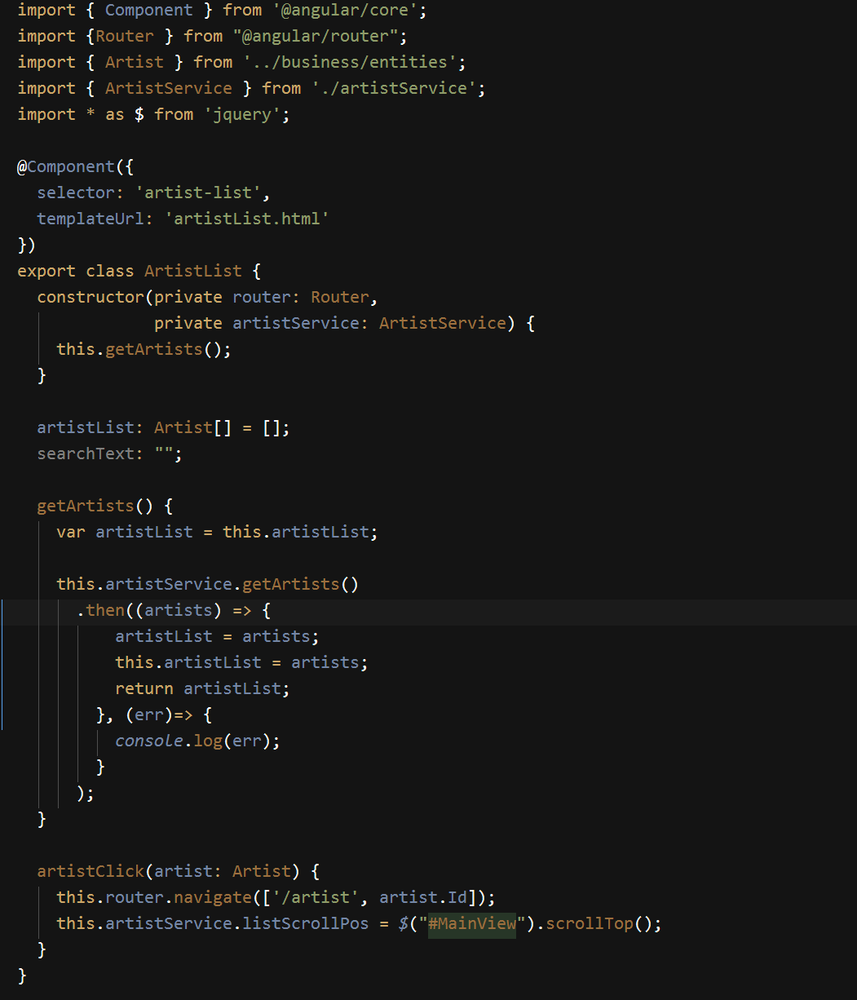 import { Component } from '@angular/core';
import {Router } from "@angular/router";
import { Artist } from '../business/entities';
import { ArtistService } from './artistService';
import * as $ from 'jquery';
@Component({
  selector: 'artist-list',
  templateUrl: 'artistList.html'
})
export class ArtistList {
  constructor(private router: Router,
              private artistService: ArtistService) {
    this.getArtists();
  }
  artistList: Artist[] = [];
  searchText: "";
  getArtists() {
    var artistList = this.artistList;
    this.artistService.getArtists()
      .then((artists) => {
          artistList = artists;
          this.artistList = artists;
          return artistList;
        }, (err)=> {
          console.log(err);
        }
      );
  }
  artistClick(artist: Artist) {
    this.router.navigate(['/artist', artist.Id]);
    this.artistService.listScrollPos = $("#MainView").scrollTop();
  }
}